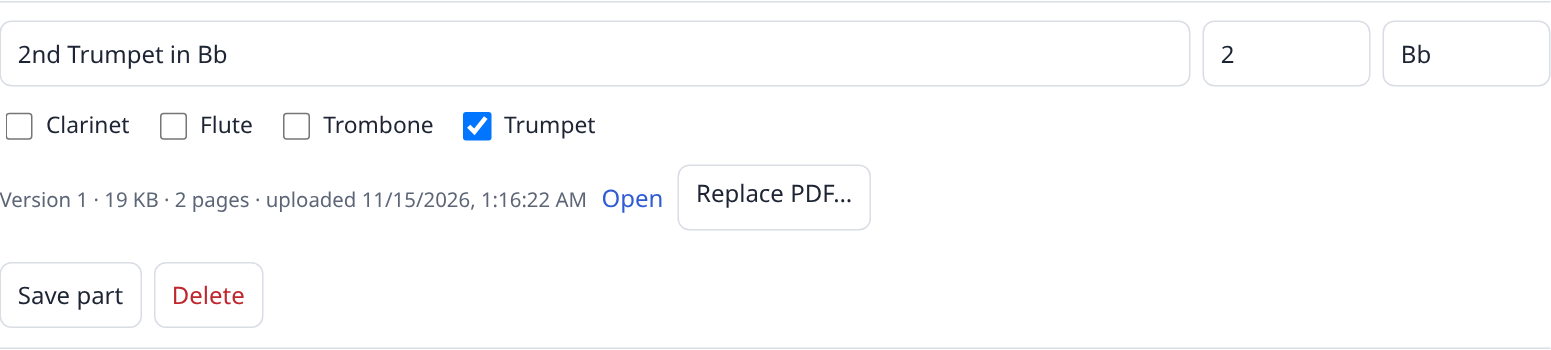 2nd Trumpet in Bb 2 Bb
Clarinet Flute Trombone Trumpet
Version 1 · 19 KB · 2 pages · uploaded 11/15/2026, 1:16:22 AM Open Replace PDF...
Save part Delete